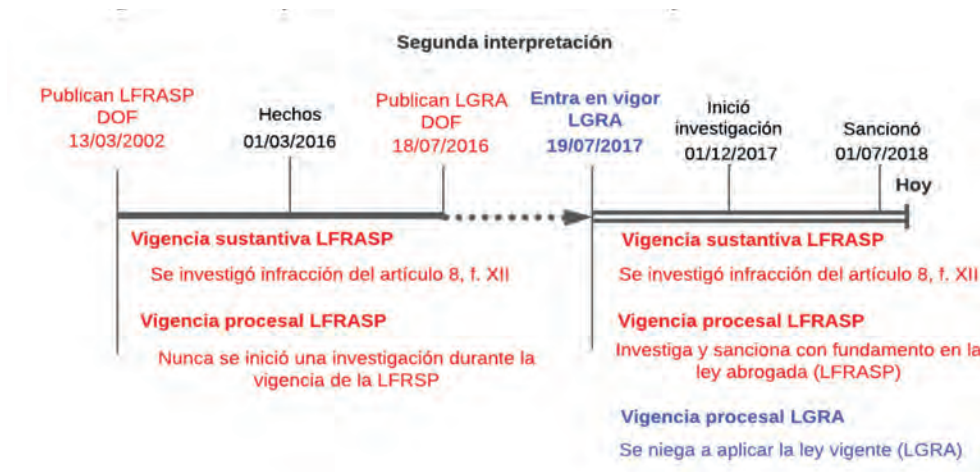 Segunda interpretación
Publican LFRASP
DOF
13/03/2002
Hechos
01/03/2016
Publican LGRA
DOF
18/07/2016
Entra en vigor
LGRA
19/07/2017
Inició
investigación
01/12/2017
Sancionó
01/07/2018
Hoy
Vigencia sustantiva LFRASP
Se investigó infracción del artículo 8, f. XII
Vigencia procesal LFRASP
Nunca se inició una investigación durante la
vigencia de la LFRSP
Vigencia sustantiva LFRASP
Se investigó infracción del artículo 8, f. XII
Vigencia procesal LFRASP
Investiga y sanciona con fundamento en la
ley abrogada (LFRASP)
Vigencia procesal LGRA
Se niega a aplicar la ley vigente (LGRA)